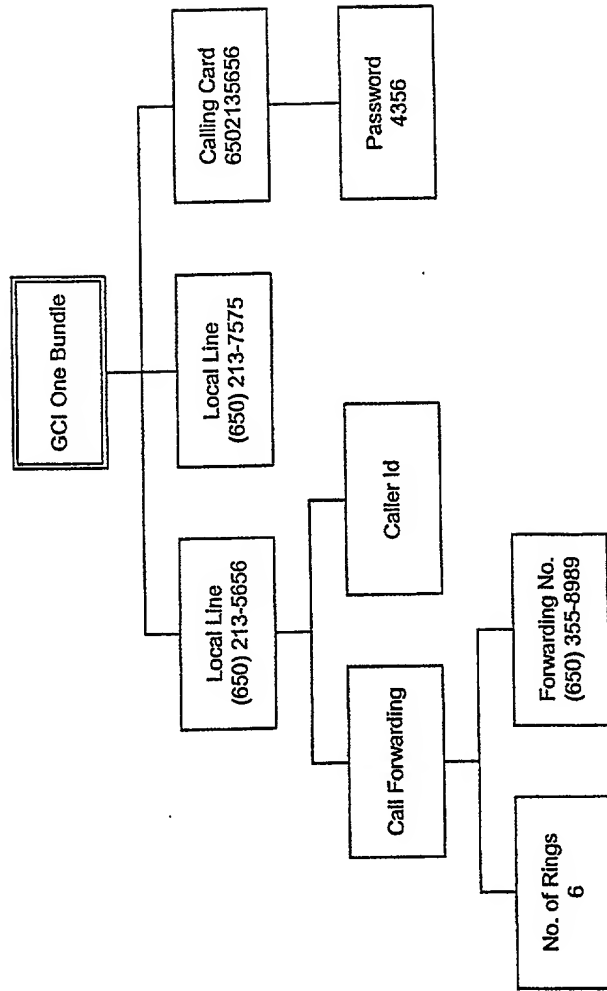 GCI One Bundle
Local Line
(650) 213-5656
Local Line
(650) 213-7575
Calling Card
6502135656
Call Forwarding
Caller Id
Password
4356
No. of Rings
6
Forwarding No.
(650) 355-8989